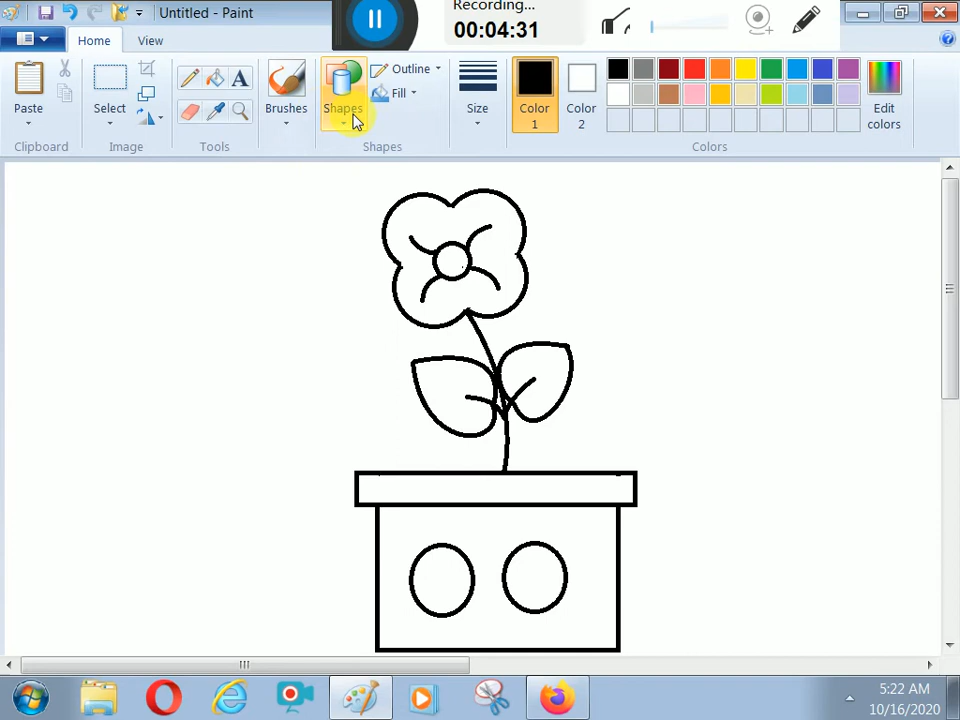 Recording...
00:04:31
Untitled - Paint
Home
View
Paste
Select
Brushes
Shapes
Outline
Fill
Size
Color
1
Color
2
Edit
colors
Clipboard
Image
Tools
Shapes
Colors
5:22 AM
10/16/2020